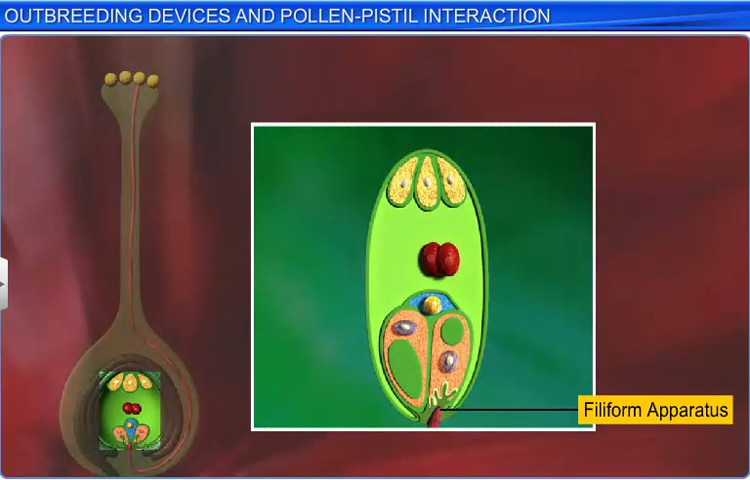 OUTBREEDING DEVICES AND POLLEN-PISTIL INTERACTION
Filiform Apparatus